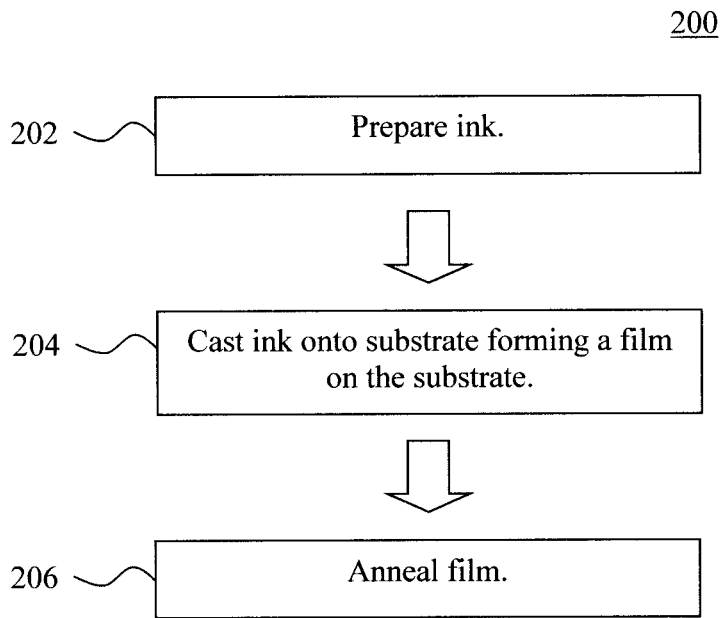 200
202
Prepare ink.
204
Cast ink onto substrate forming a film
on the substrate.
206
Anneal film.